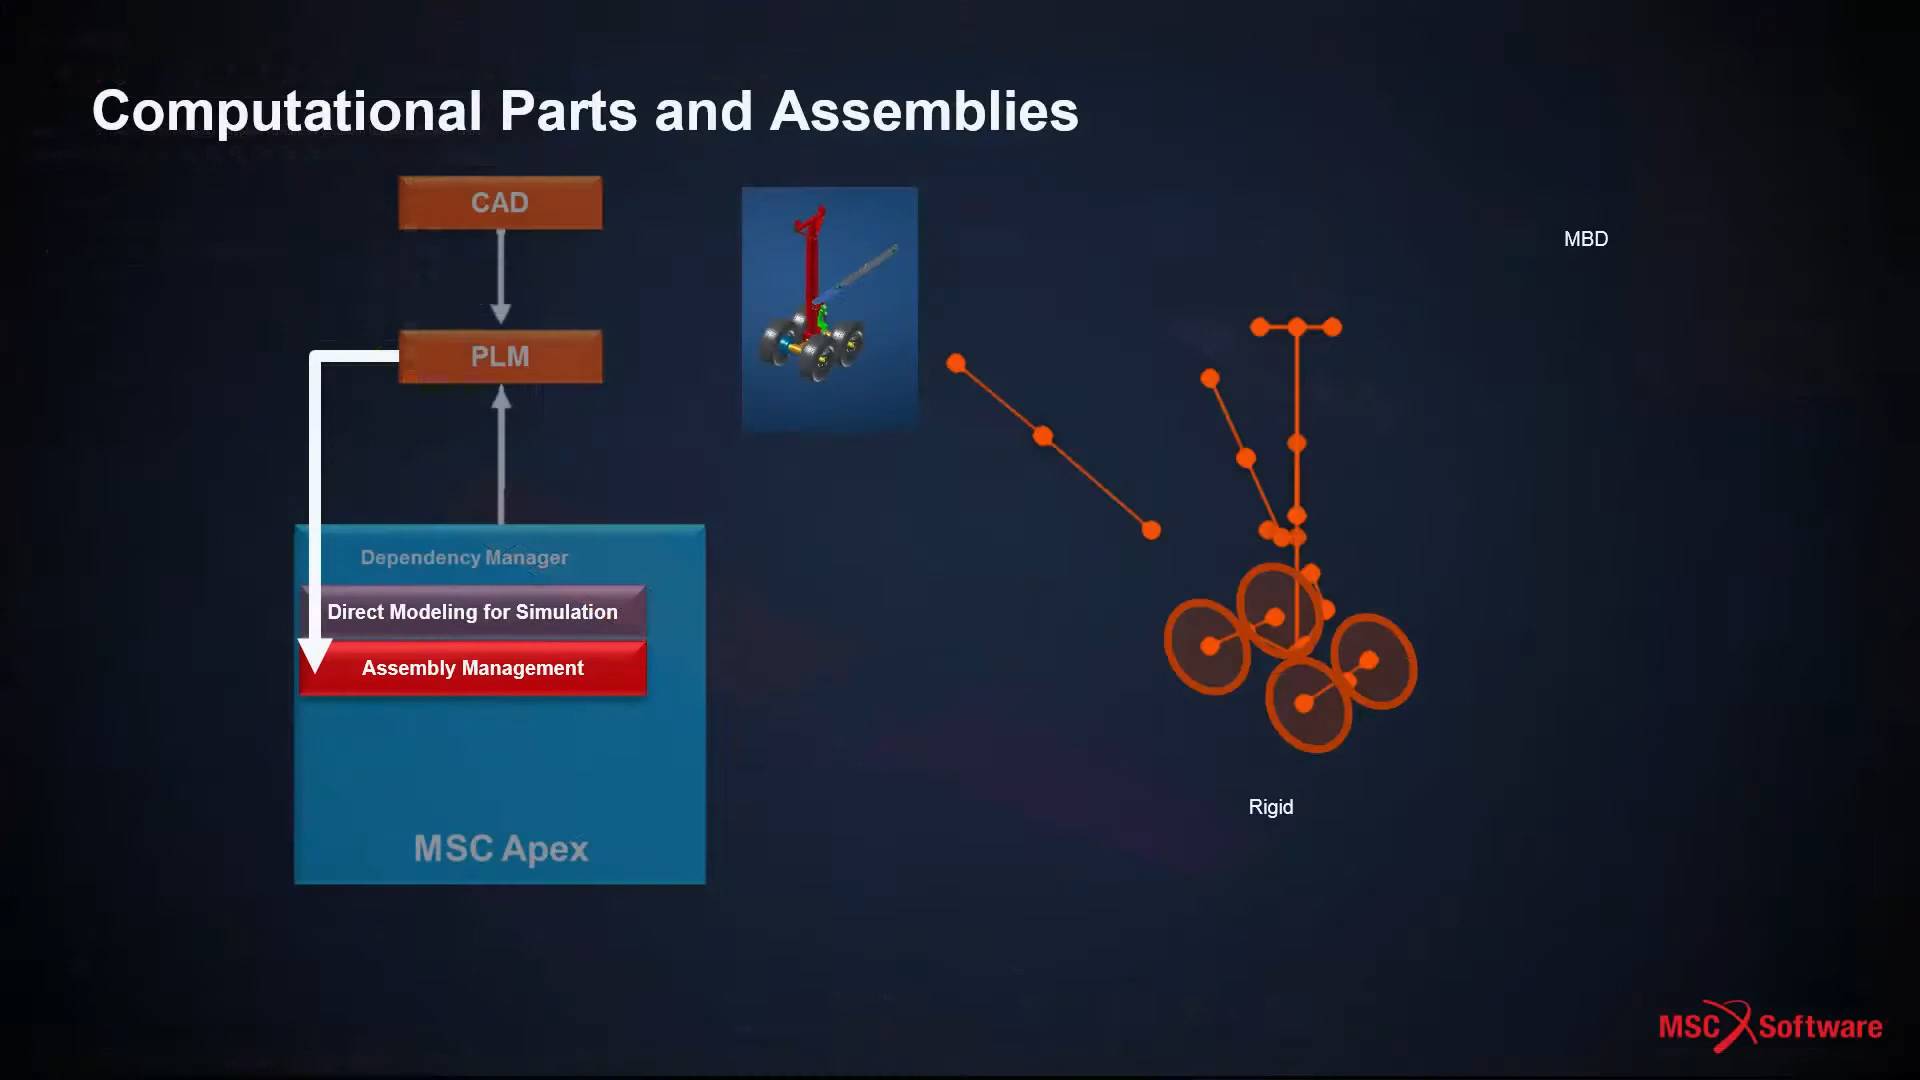 Computational Parts and Assemblies
CAD
MBD
PLM
Dependency Manager
Direct Modeling for Simulation
Assembly Management
Rigid
MSC Apex
MSC Software